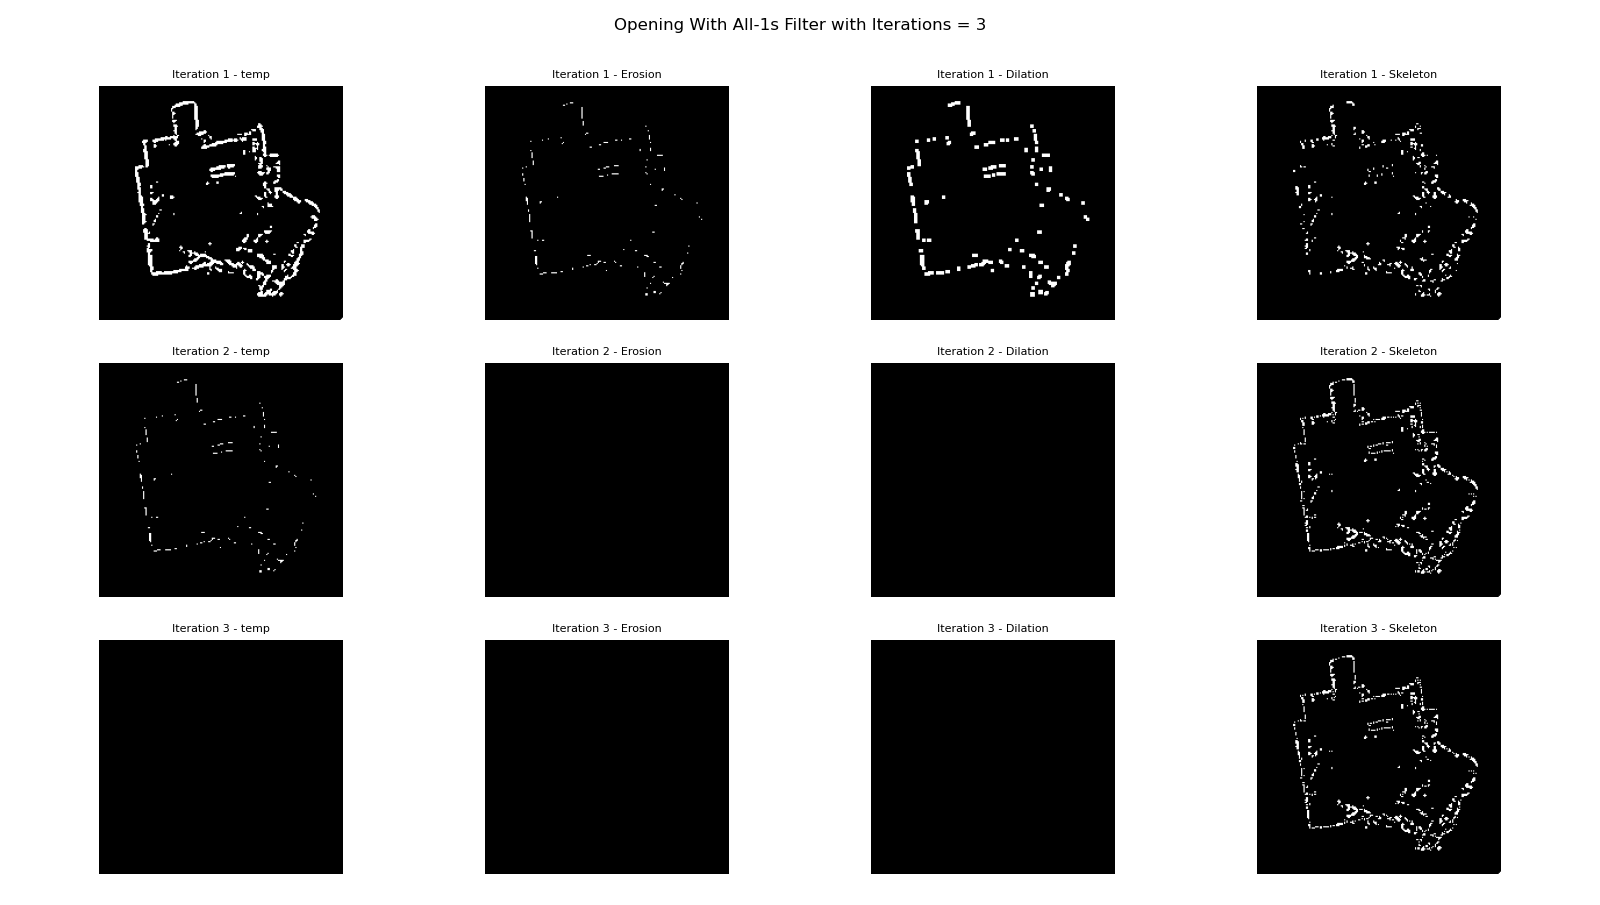 Opening With All-1s Filter with Iterations = 3
Iteration 1 - temp
Iteration 1 - Erosion
Iteration 1 - Dilation
Iteration 1 - Skeleton
Iteration 2 - temp
Iteration 2 - Erosion
Iteration 2 - Dilation
Iteration 2 - Skeleton
Iteration 3 - temp
Iteration 3 - Erosion
Iteration 3 - Dilation
Iteration 3 - Skeleton